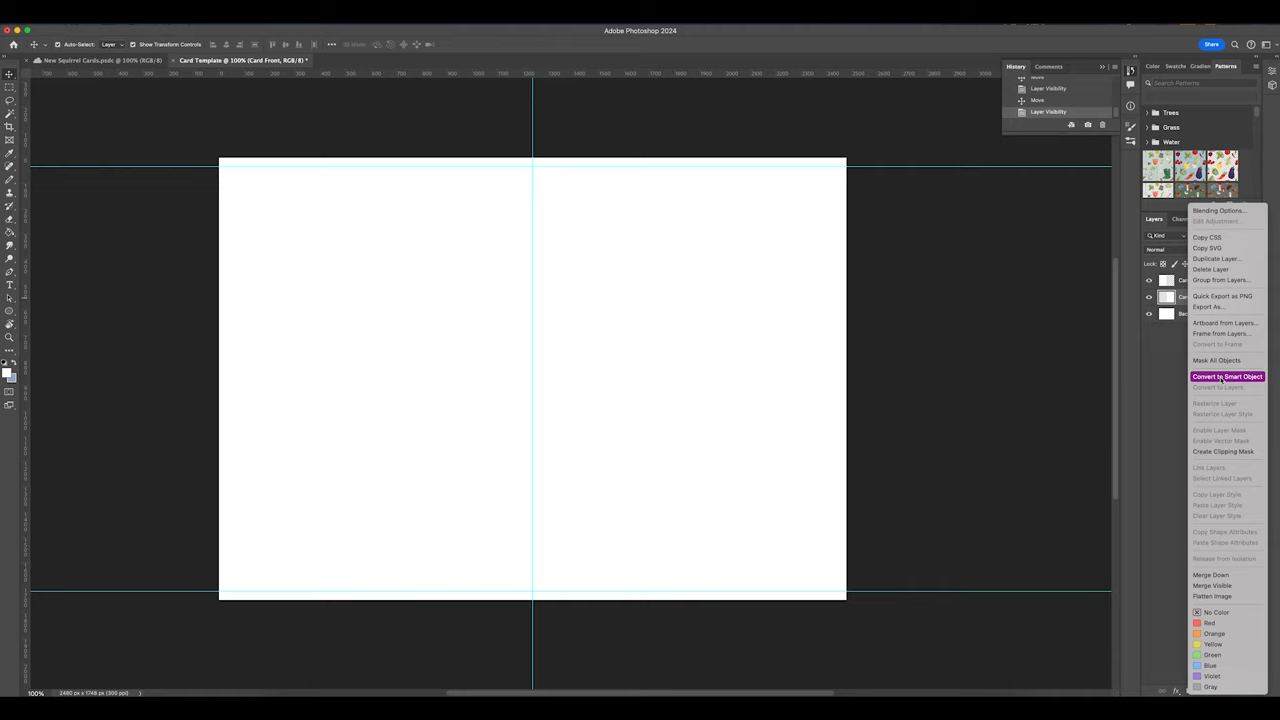 Adobe Photoshop 2024
Auto-Select: Layer Show Transform Controls
Share
New Squirrel Cards.psdc @ 100% (RGB/8)
Card Template @ 100% (Card Front, RGB/8) *
History Comments
Move
Layer Visibility
Move
Layer Visibility
Color Swatche Gradien Patterns
Search Patterns
Trees
Grass
Water
Layers Chann
Kind
Normal
Lock:
Blending Options...
Edit Adjustment...
Copy CSS
Copy SVG
Duplicate Layer...
Delete Layer
Group from Layers...
Quick Export as PNG
Export As...
Artboard from Layers...
Frame from Layers...
Convert to Frame
Mask All Objects
Convert to Smart Object
Convert to Layers
Rasterize Layer
Rasterize Layer Style
Enable Layer Mask
Enable Vector Mask
Create Clipping Mask
Link Layers
Select Linked Layers
Copy Layer Style
Paste Layer Style
Clear Layer Style
Copy Shape Attributes
Paste Shape Attributes
Release from Isolation
Merge Down
Merge Visible
Flatten Image
No Color
Red
Orange
Yellow
Green
Blue
Violet
Gray
100% 2480 px x 1748 px (300 ppi)